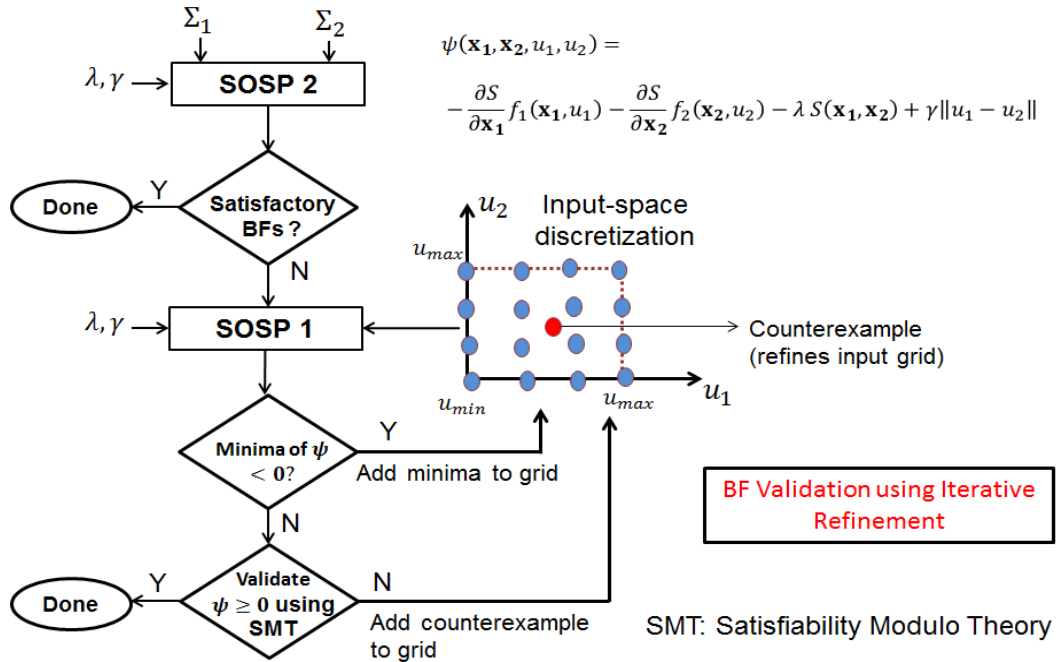 Σ₁
Σ₂
λ, γ
SOSP 2
ψ(x₁, x₂, u₁, u₂) =
− ∂S/∂x₁ f₁(x₁, u₁) − ∂S/∂x₂ f₂(x₂, u₂) − λ S(x₁, x₂) + γ‖u₁ − u₂‖
Y
Done
Satisfactory
BFs ?
N
λ, γ
SOSP 1
u₂
Input-space
discretization
u_max
u_min
u_max
u₁
Counterexample
(refines input grid)
Minima of ψ
< 0?
Y
Add minima to grid
N
BF Validation using Iterative
Refinement
Y
Done
Validate
ψ ≥ 0 using
SMT
N
Add counterexample
to grid
SMT: Satisfiability Modulo Theory